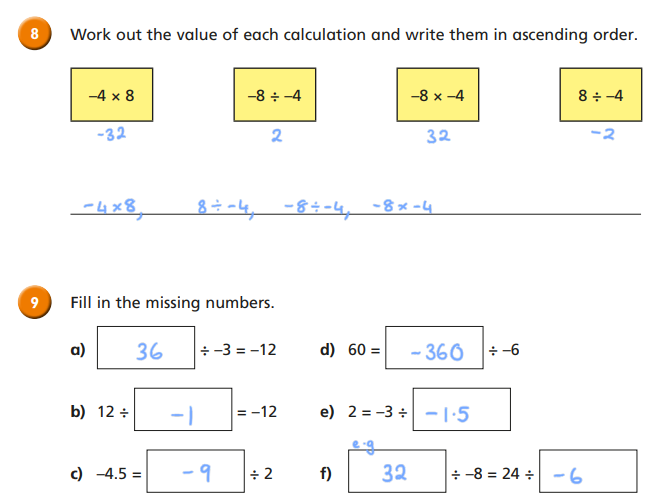 8 Work out the value of each calculation and write them in ascending order.
–4 × 8 –8 ÷ –4 –8 × –4 8 ÷ –4
-32 2 32 -2
-4×8, 8÷-4, -8÷-4, -8×-4
9 Fill in the missing numbers.
a) 36 ÷ –3 = –12 d) 60 = -360 ÷ –6
b) 12 ÷ -1 = –12 e) 2 = –3 ÷ -1.5
e.g
c) –4.5 = -9 ÷ 2 f) 32 ÷ –8 = 24 ÷ -6